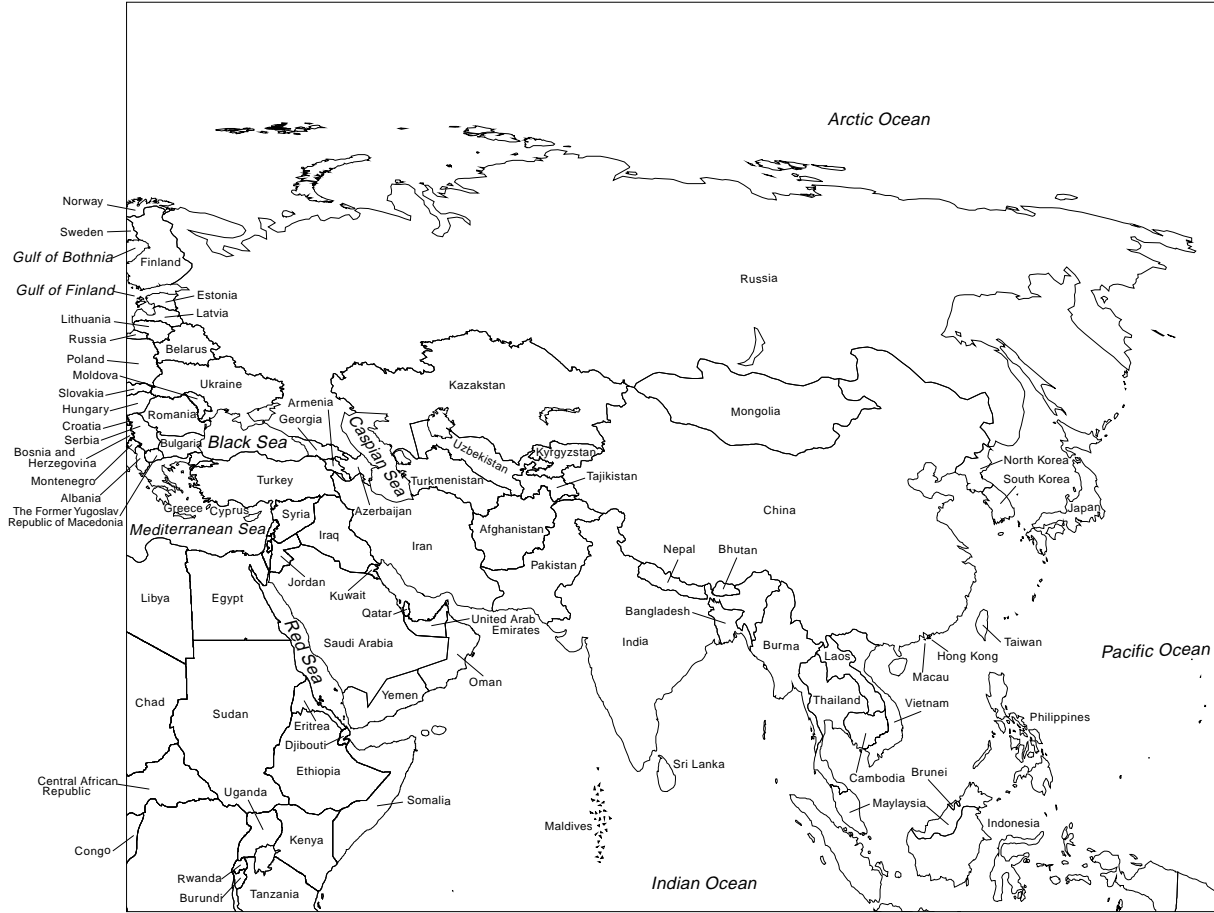 Arctic Ocean
Norway
Sweden
Gulf of Bothnia
Finland
Russia
Gulf of Finland
Estonia
Latvia
Lithuania
Russia
Belarus
Poland
Moldova
Ukraine
Kazakstan
Slovakia
Armenia
Hungary
Romania
Georgia
Mongolia
Croatia
Serbia
Bulgaria
Black Sea
Caspian Sea
Uzbekistan
Kyrgyzstan
Bosnia and
Herzegovina
North Korea
Montenegro
Turkey
Turkmenistan
Tajikistan
South Korea
Albania
Greece
Cyprus
Syria
Azerbaijan
China
Japan
The Former Yugoslav
Republic of Macedonia
Mediterranean Sea
Iraq
Iran
Afghanistan
Nepal
Bhutan
Pakistan
Jordan
Libya
Egypt
Kuwait
Qatar
Bangladesh
United Arab
Emirates
Saudi Arabia
India
Burma
Taiwan
Red Sea
Laos
Hong Kong
Pacific Ocean
Macau
Oman
Yemen
Chad
Thailand
Vietnam
Sudan
Eritrea
Philippines
Djibouti
Ethiopia
Sri Lanka
Cambodia
Brunei
Central African
Republic
Uganda
Somalia
Maylaysia
Maldives
Indonesia
Kenya
Congo
Rwanda
Burundi
Tanzania
Indian Ocean